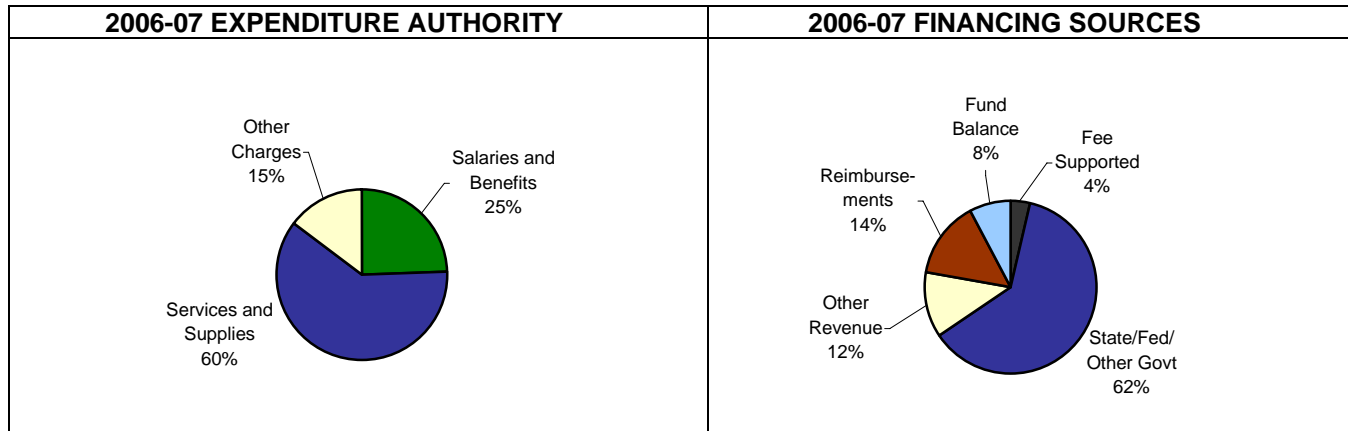 2006-07 EXPENDITURE AUTHORITY
Other
Charges
15%
Salaries and
Benefits
25%
Services and
Supplies
60%
2006-07 FINANCING SOURCES
Fund
Balance
8%
Fee
Supported
4%
Reimburse-
ments
14%
Other
Revenue
12%
State/Fed/
Other Govt
62%